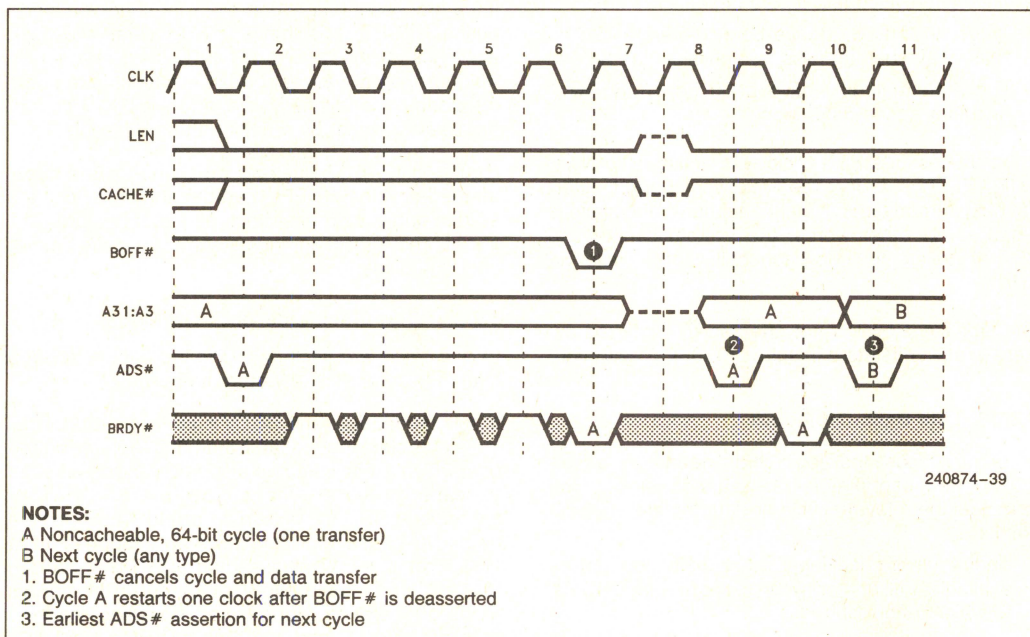 1 2 3 4 5 6 7 8 9 10 11
CLK
LEN
CACHE#
BOFF# 1
A31:A3 A A B
2 3
ADS# A A B
BRDY# A A
240874-39
NOTES:
A Noncacheable, 64-bit cycle (one transfer)
B Next cycle (any type)
1. BOFF# cancels cycle and data transfer
2. Cycle A restarts one clock after BOFF# is deasserted
3. Earliest ADS# assertion for next cycle